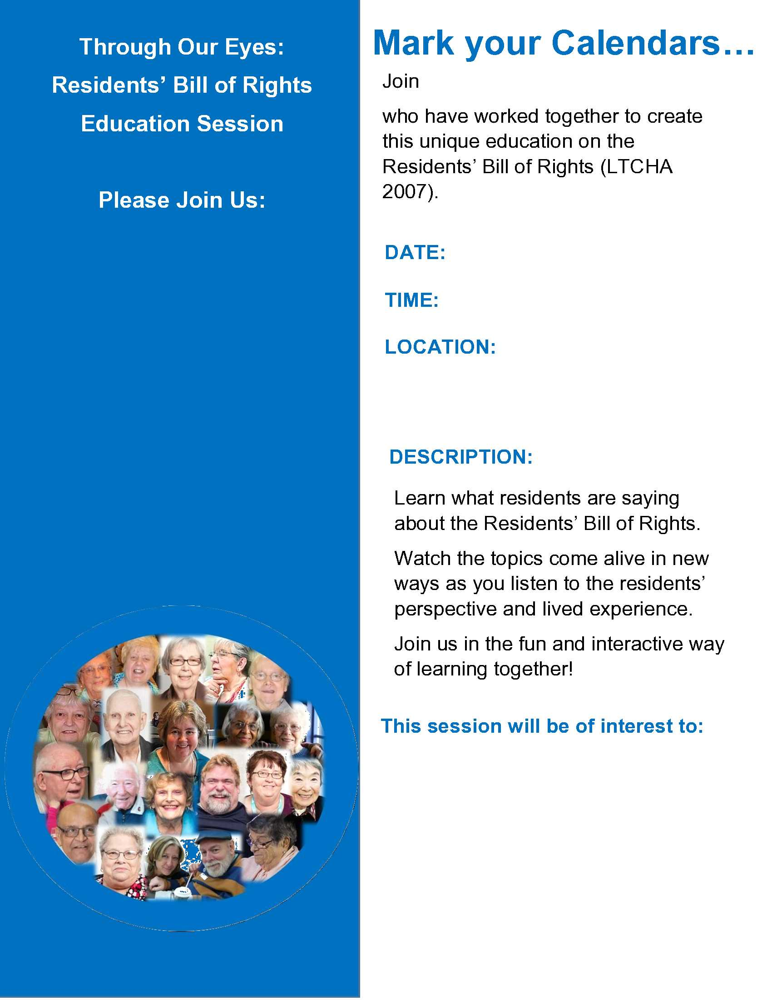 Through Our Eyes:
Residents’ Bill of Rights
Education Session
Please Join Us:
Mark your Calendars…
Join
who have worked together to create
this unique education on the
Residents’ Bill of Rights (LTCHA
2007).
DATE:
TIME:
LOCATION:
DESCRIPTION:
Learn what residents are saying
about the Residents’ Bill of Rights.
Watch the topics come alive in new
ways as you listen to the residents’
perspective and lived experience.
Join us in the fun and interactive way
of learning together!
This session will be of interest to: